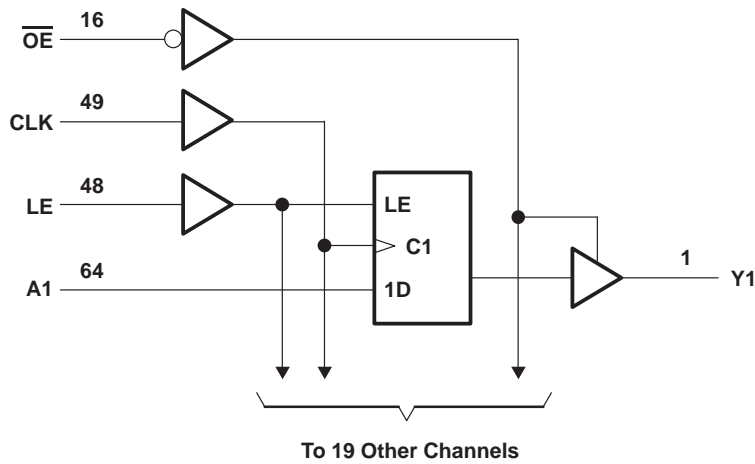 OE 16
CLK 49
LE 48
A1 64
LE
C1
1D
1
Y1
To 19 Other Channels